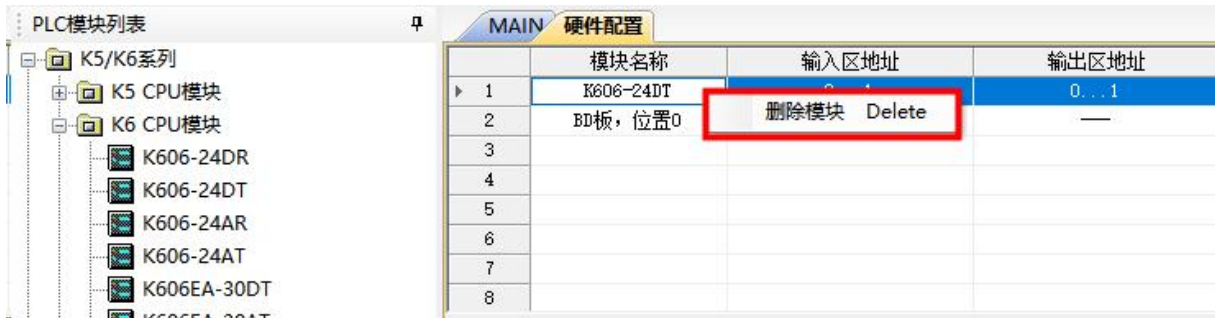 PLC模块列表
K5/K6系列
K5 CPU模块
K6 CPU模块
K606-24DR
K606-24DT
K606-24AR
K606-24AT
K606EA-30DT
MAIN 硬件配置
模块名称 输入区地址 输出区地址
1 K606-24DT 0...1
2 BD板，位置0 ——
3
4
5
6
7
8
删除模块 Delete